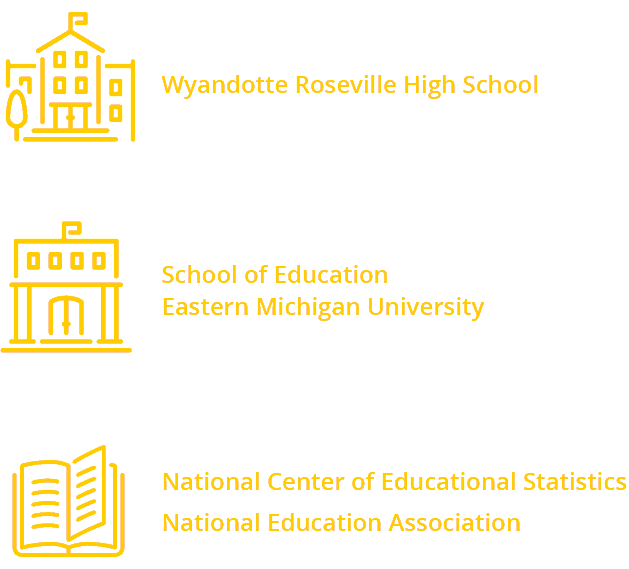 Wyandotte Roseville High School
School of Education
Eastern Michigan University
National Center of Educational Statistics
National Education Association